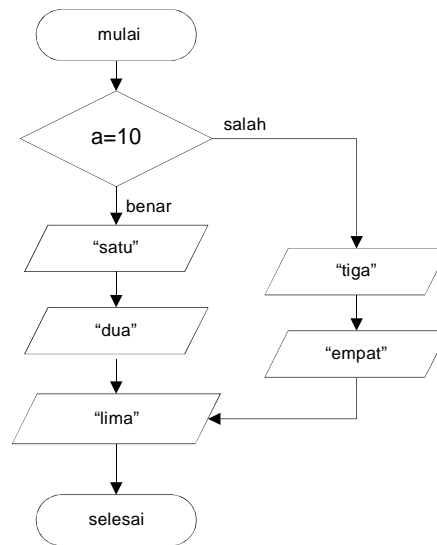 mulai
a=10
salah
benar
“satu”
“tiga”
“dua”
“empat”
“lima”
selesai